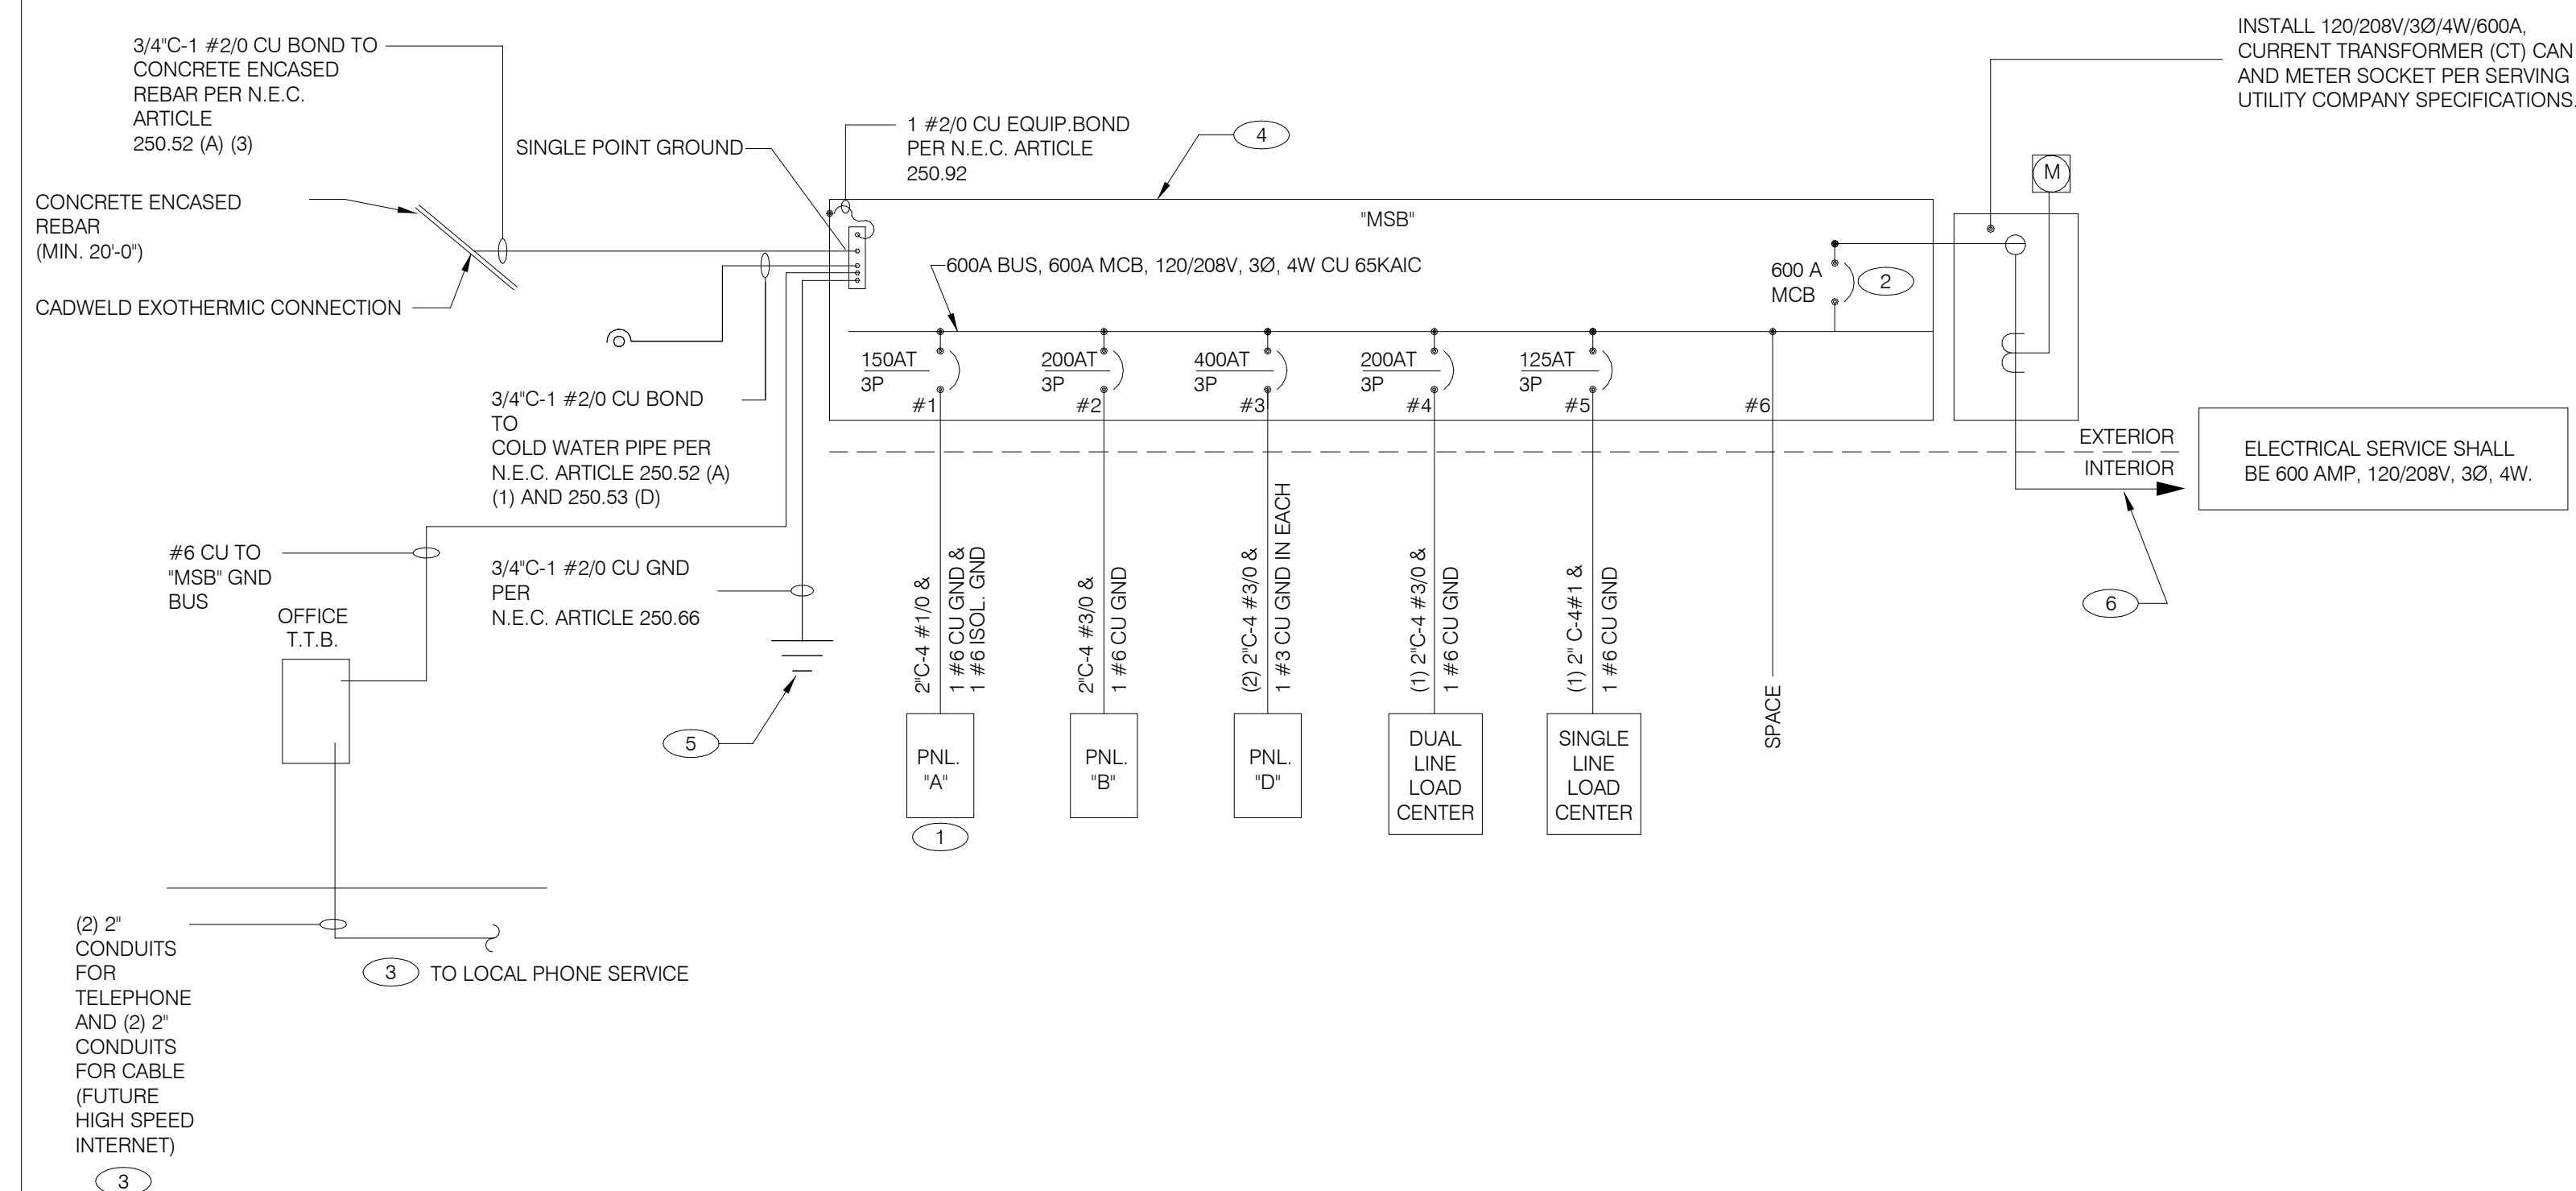 3/4"C-1 #2/0 CU BOND TO
CONCRETE ENCASED
REBAR PER N.E.C.
ARTICLE
250.52 (A) (3)
CONCRETE ENCASED
REBAR
(MIN. 20'-0")
CADWELD EXOTHERMIC CONNECTION
SINGLE POINT GROUND
1 #2/0 CU EQUIP.BOND
PER N.E.C. ARTICLE
250.92
4
INSTALL 120/208V/3Ø/4W/600A,
CURRENT TRANSFORMER (CT) CAN
AND METER SOCKET PER SERVING
UTILITY COMPANY SPECIFICATIONS.
M
"MSB"
600A BUS, 600A MCB, 120/208V, 3Ø, 4W CU 65KAIC
600 A
MCB
2
150AT
3P
#1
200AT
3P
#2
400AT
3P
#3
200AT
3P
#4
125AT
3P
#5
#6
EXTERIOR
INTERIOR
ELECTRICAL SERVICE SHALL
BE 600 AMP, 120/208V, 3Ø, 4W.
6
3/4"C-1 #2/0 CU BOND
TO
COLD WATER PIPE PER
N.E.C. ARTICLE 250.52 (A)
(1) AND 250.53 (D)
#6 CU TO
"MSB" GND
BUS
3/4"C-1 #2/0 CU GND
PER
N.E.C. ARTICLE 250.66
OFFICE
T.T.B.
5
2"C-4 #1/0 &
1 #6 CU GND &
1 #6 ISOL. GND
2"C-4 #3/0 &
1 #6 CU GND
(2) 2"C-4 #3/0 &
1 #3 CU GND IN EACH
(1) 2"C-4 #3/0 &
1 #6 CU GND
(1) 2" C-4#1 &
1 #6 CU GND
SPACE
PNL.
"A"
1
PNL.
"B"
PNL.
"D"
DUAL
LINE
LOAD
CENTER
SINGLE
LINE
LOAD
CENTER
(2) 2"
CONDUITS
FOR
TELEPHONE
AND (2) 2"
CONDUITS
FOR CABLE
(FUTURE
HIGH SPEED
INTERNET)
3
3 TO LOCAL PHONE SERVICE